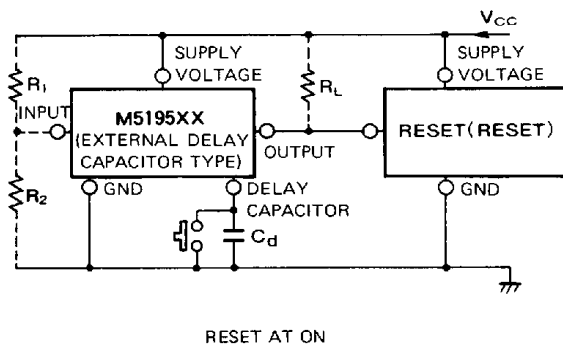 VCC
SUPPLY
VOLTAGE
SUPPLY
VOLTAGE
R1
RL
INPUT
M5195XX
(EXTERNAL DELAY
CAPACITOR TYPE)
OUTPUT
RESET(RESET)
R2
GND
DELAY
CAPACITOR
GND
Cd
RESET AT ON